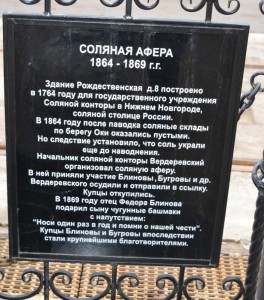 СОЛЯНАЯ АФЕРА
1864 - 1869 г.г.
Здание Рождественская д.8 построено
в 1764 году для государственного учреждения
Соляной конторы в Нижнем Новгороде,
соляной столице России.
В 1864 году после паводка соляные склады
по берегу Оки оказались пустыми.
Но следствие установило, что соль украли
еще до наводнения.
Начальник соляной конторы Вердеревский
организовал соляную аферу.
В ней приняли участие Блиновы, Бугровы и др.
Вердеревского осудили и отправили в ссылку.
Купцы откупились.
В 1869 году отец Федора Блинова
подарил сыну чугунные башмаки
с напутствием:
"Носи один раз в год и помни о нашей чести".
Купцы Блиновы и Бугровы впоследствии
стали крупнейшими благотворителями.